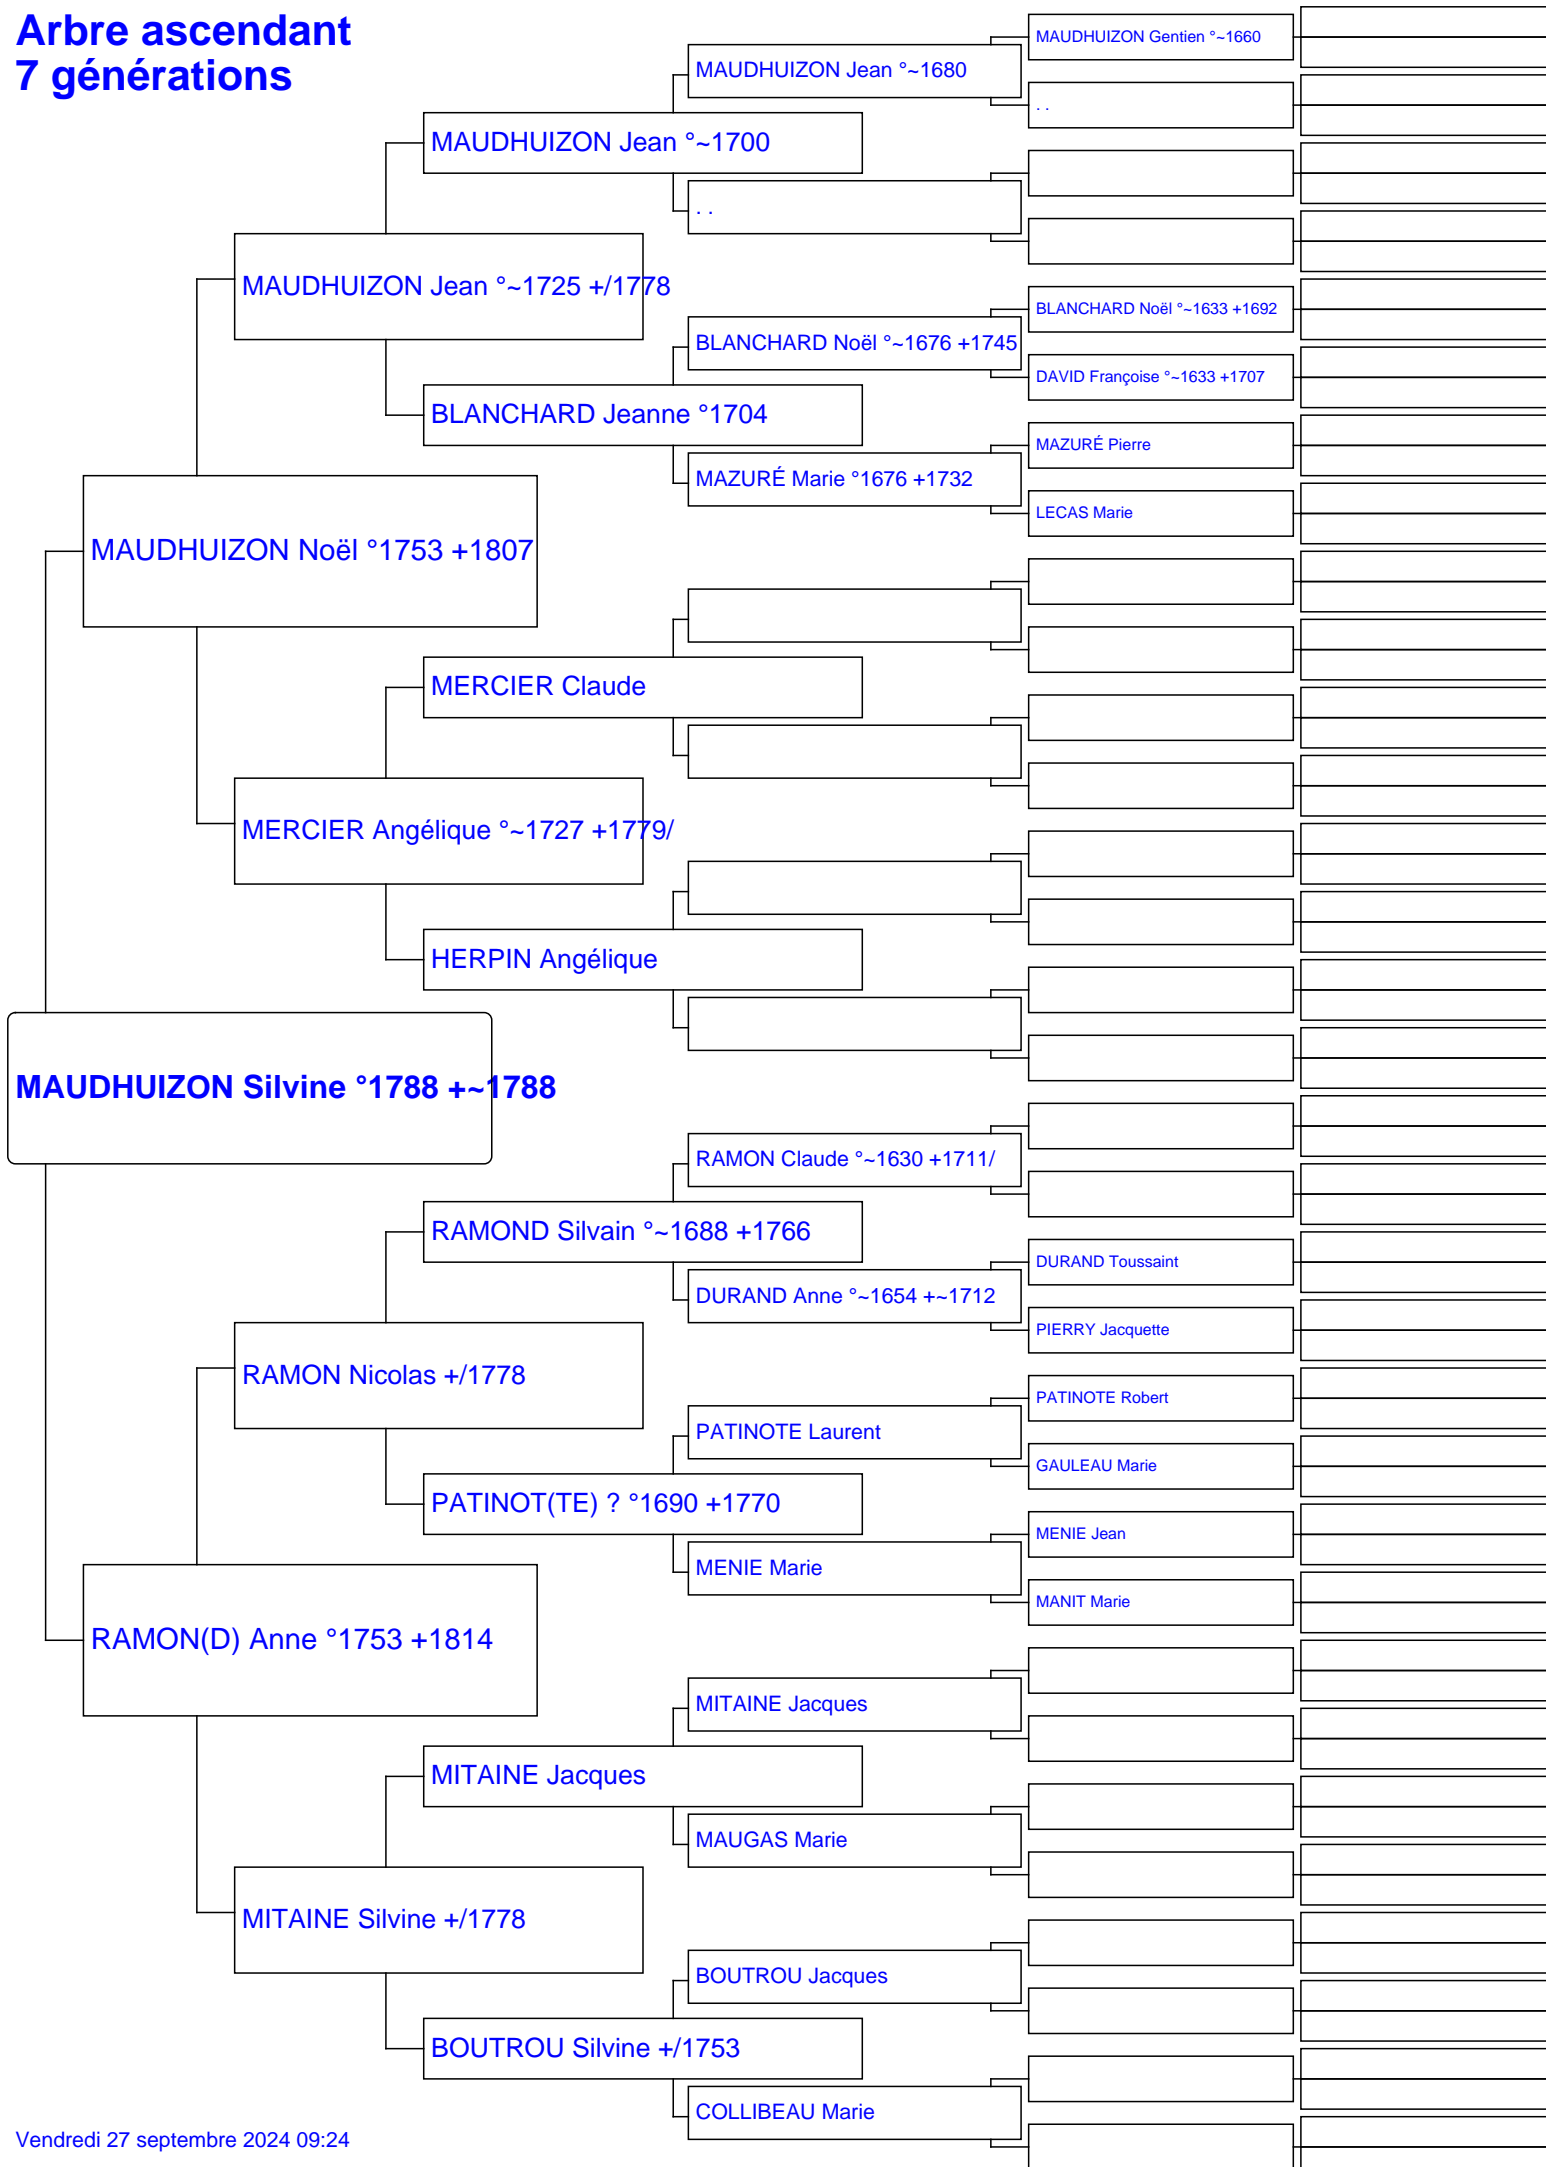 Arbre ascendant
7 générations
MAUDHUIZON Gentien °~1660
MAUDHUIZON Jean °~1680
. .
MAUDHUIZON Jean °~1700
. .
MAUDHUIZON Jean °~1725 +/1778
BLANCHARD Noël °~1633 +1692
BLANCHARD Noël °~1676 +1745
DAVID Françoise °~1633 +1707
BLANCHARD Jeanne °1704
MAZURÉ Pierre
MAZURÉ Marie °1676 +1732
LECAS Marie
MAUDHUIZON Noël °1753 +1807
MERCIER Claude
MERCIER Angélique °~1727 +1779/
HERPIN Angélique
MAUDHUIZON Silvine °1788 +~1788
RAMON Claude °~1630 +1711/
RAMOND Silvain °~1688 +1766
DURAND Toussaint
DURAND Anne °~1654 +~1712
PIERRY Jacquette
RAMON Nicolas +/1778
PATINOTE Robert
PATINOTE Laurent
GAULEAU Marie
PATINOT(TE) ? °1690 +1770
MENIE Jean
MENIE Marie
MANIT Marie
RAMON(D) Anne °1753 +1814
MITAINE Jacques
MITAINE Jacques
MAUGAS Marie
MITAINE Silvine +/1778
BOUTROU Jacques
BOUTROU Silvine +/1753
COLLIBEAU Marie
Vendredi 27 septembre 2024 09:24